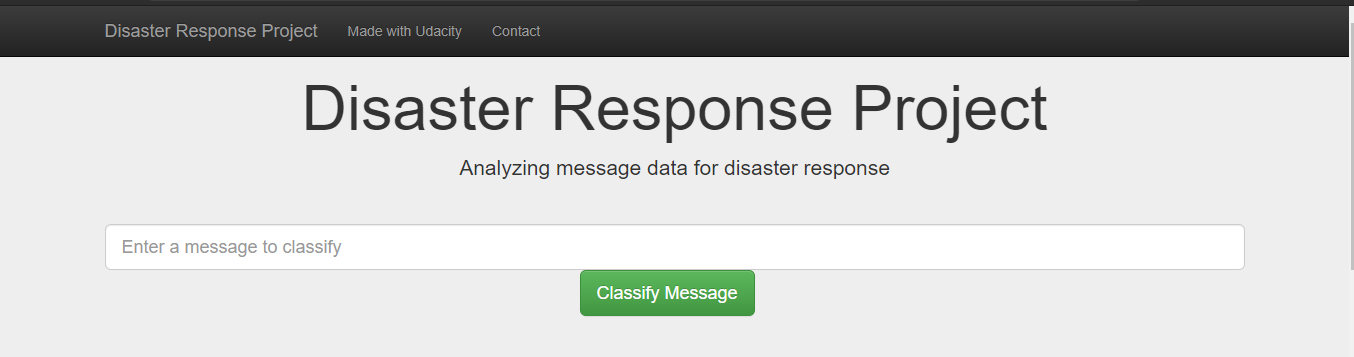 Disaster Response Project Made with Udacity Contact
Disaster Response Project
Analyzing message data for disaster response
Enter a message to classify
Classify Message